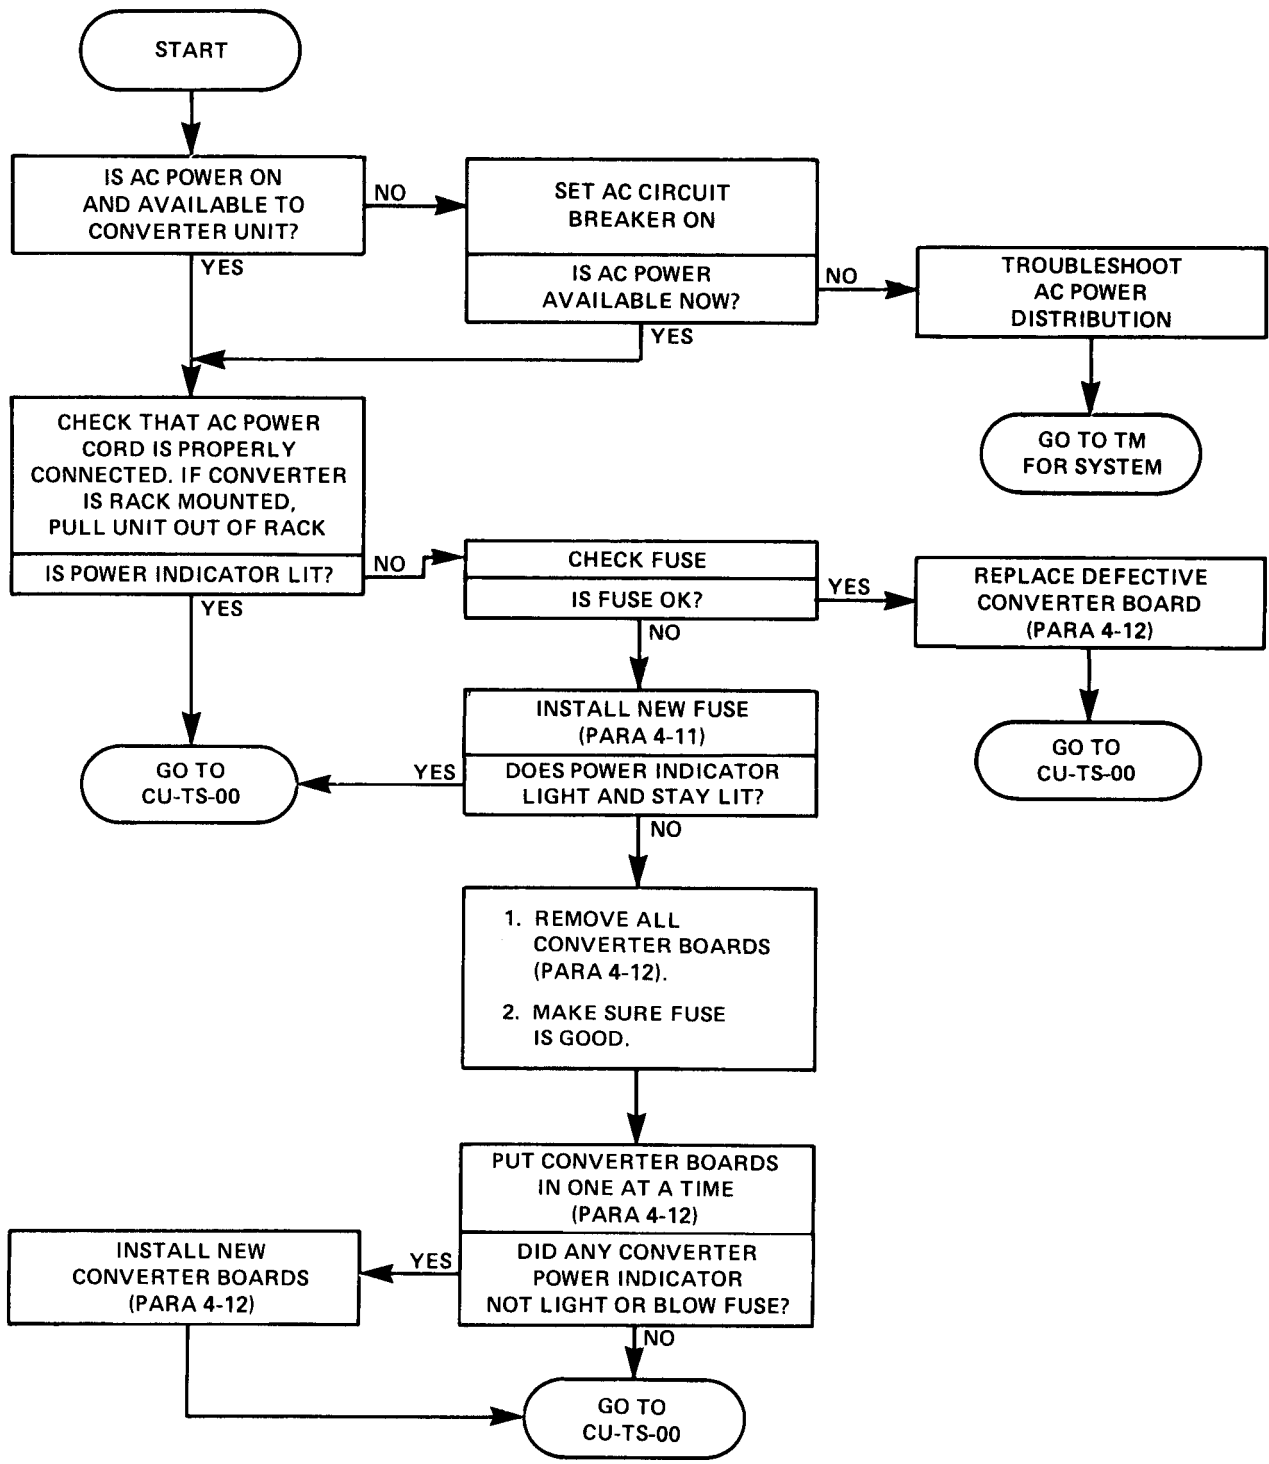 START
IS AC POWER ON
AND AVAILABLE TO
CONVERTER UNIT?
NO
SET AC CIRCUIT
BREAKER ON
YES
IS AC POWER
AVAILABLE NOW?
NO
TROUBLESHOOT
AC POWER
DISTRIBUTION
YES
GO TO TM
FOR SYSTEM
CHECK THAT AC POWER
CORD IS PROPERLY
CONNECTED. IF CONVERTER
IS RACK MOUNTED,
PULL UNIT OUT OF RACK
IS POWER INDICATOR LIT?
NO
CHECK FUSE
IS FUSE OK?
YES
REPLACE DEFECTIVE
CONVERTER BOARD
(PARA 4-12)
YES
NO
INSTALL NEW FUSE
(PARA 4-11)
DOES POWER INDICATOR
LIGHT AND STAY LIT?
YES
GO TO
CU-TS-00
GO TO
CU-TS-00
NO
1. REMOVE ALL
CONVERTER BOARDS
(PARA 4-12).
2. MAKE SURE FUSE
IS GOOD.
PUT CONVERTER BOARDS
IN ONE AT A TIME
(PARA 4-12)
DID ANY CONVERTER
POWER INDICATOR
NOT LIGHT OR BLOW FUSE?
YES
INSTALL NEW
CONVERTER BOARDS
(PARA 4-12)
NO
GO TO
CU-TS-00